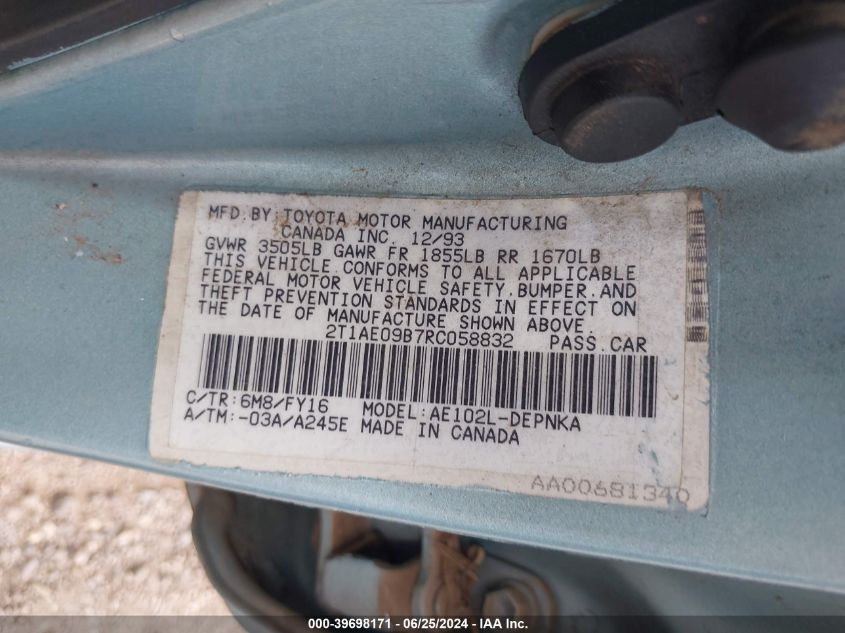 MFD.BY:TOYOTA MOTOR MANUFACTURING
CANADA INC. 12/93
GVWR 3505LB GAWR FR 1855LB RR 1670LB
THIS VEHICLE CONFORMS TO ALL APPLICABLE
FEDERAL MOTOR VEHICLE SAFETY,BUMPER,AND
THEFT PREVENTION STANDARDS IN EFFECT ON
THE DATE OF MANUFACTURE SHOWN ABOVE.
2T1AE09B7RC058832 PASS.CAR
C/TR:6M8/FY16 MODEL:AE102L-DEPNKA
A/TM:-03A/A245E MADE IN CANADA
AA00681340
000-39698171 - 06/25/2024 - Copyright IAA, Inc.